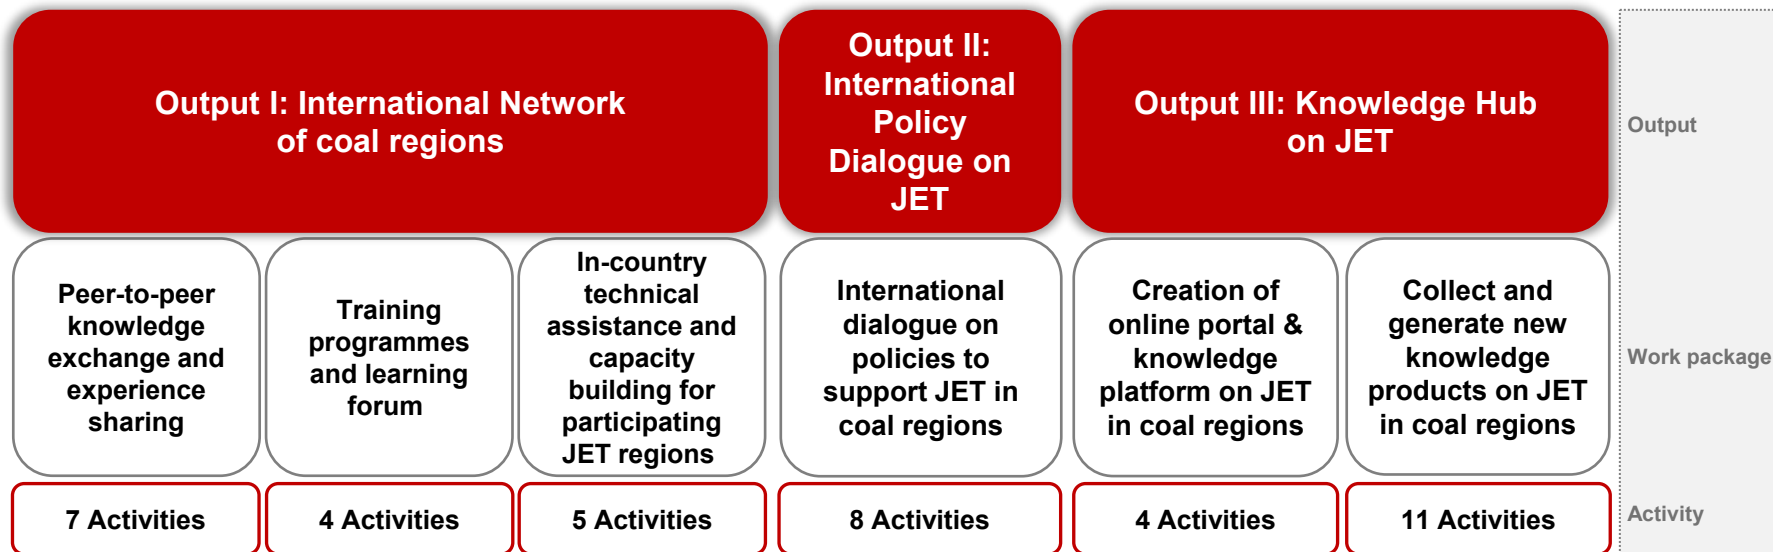 Output I: International Network
of coal regions
Output II:
International
Policy
Dialogue on
JET
Output III: Knowledge Hub
on JET
Output
Peer-to-peer
knowledge
exchange and
experience
sharing
Training
programmes
and learning
forum
In-country
technical
assistance and
capacity
building for
participating
JET regions
International
dialogue on
policies to
support JET in
coal regions
Creation of
online portal &
knowledge
platform on JET
in coal regions
Collect and
generate new
knowledge
products on JET
in coal regions
Work package
7 Activities
4 Activities
5 Activities
8 Activities
4 Activities
11 Activities
Activity